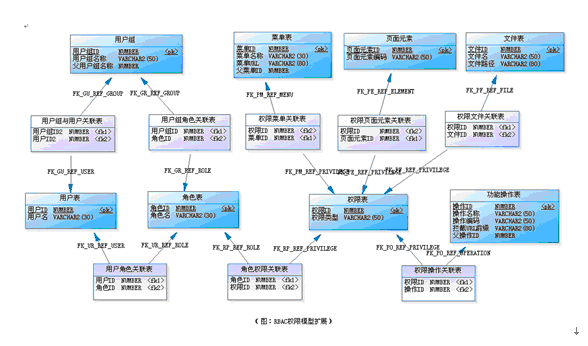 用户组
用户组ID NUMBER <pk>
用户组名称 VARCHAR2(50)
父用户组名称 NUMBER
菜单表
菜单ID NUMBER <pk>
菜单名称 VARCHAR2(30)
菜单URL VARCHAR2(80)
父菜单ID NUMBER
页面元素
页面元素ID NUMBER <pk>
页面元素编码 VARCHAR2(50)
文件表
文件ID NUMBER <pk>
文件名 VARCHAR2(50)
文件路径 VARCHAR2(50)
FK_GU_REF_GROUP
FK_GR_REF_GROUP
FK_PM_REF_MENU
FK_PE_REF_ELEMENT
FK_PF_REF_FILE
用户组与用户关联表
用户组ID2 NUMBER <fk1>
用户ID2 NUMBER <fk2>
用户组角色关联表
用户组ID NUMBER <fk1>
角色ID NUMBER <fk2>
权限菜单关联表
权限ID NUMBER <fk1>
菜单ID NUMBER <fk2>
权限页面元素关联表
权限ID NUMBER <fk1>
页面元素ID NUMBER <fk2>
权限文件关联表
权限ID NUMBER <fk1>
文件ID NUMBER <fk2>
FK_GU_REF_USER
FK_GR_REF_ROLE
FK_PM_REF_PRIVILEGE
用户表
用户ID NUMBER <pk>
用户名 VARCHAR2(30)
角色表
角色ID NUMBER <pk>
角色名 VARCHAR2(30)
权限表
权限ID NUMBER <pk>
权限类型 VARCHAR2(50)
功能操作表
操作ID NUMBER <pk>
操作名称 VARCHAR2(50)
操作编码 VARCHAR2(50)
拦截URL前缀 VARCHAR2(80)
父操作ID NUMBER
FK_UR_REF_USER
FK_UR_REF_ROLE
FK_RP_REF_ROLE
FK_RP_REF_PRIVILEGE
FK_PO_REF_PRIVILEGE
FK_PO_REF_OPERATION
用户角色关联表
用户ID NUMBER <fk1>
角色ID NUMBER <fk2>
角色权限关联表
角色ID NUMBER <fk1>
权限ID NUMBER <fk2>
权限操作关联表
权限ID NUMBER <fk1>
操作ID NUMBER <fk2>
(图：RBAC权限模型扩展)